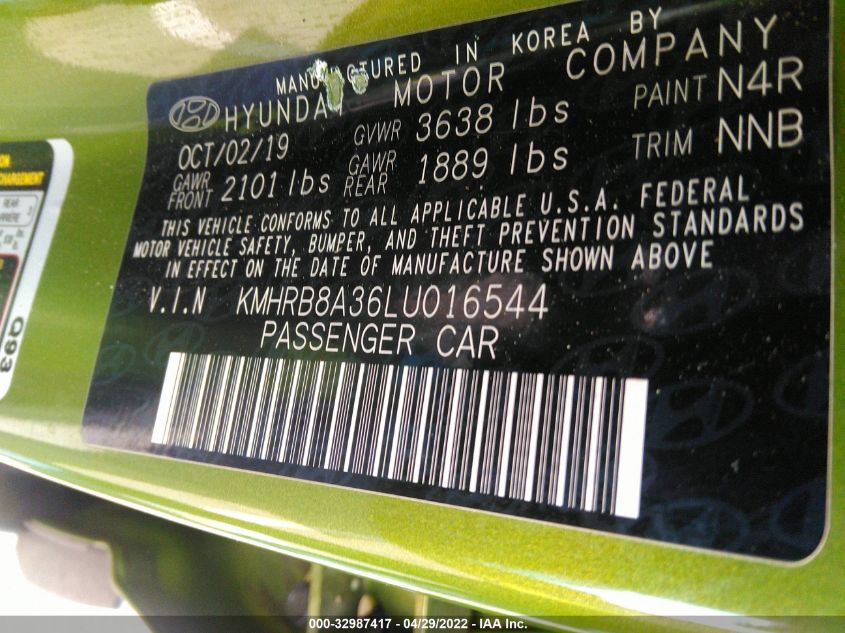 MANUFACTURED IN KOREA BY
HYUNDAI MOTOR COMPANY
OCT/02/19 GVWR 3638 lbs PAINT N4R
GAWR FRONT 2101 lbs GAWR REAR 1889 lbs TRIM NNB
THIS VEHICLE CONFORMS TO ALL APPLICABLE U.S.A. FEDERAL
MOTOR VEHICLE SAFETY, BUMPER, AND THEFT PREVENTION STANDARDS
IN EFFECT ON THE DATE OF MANUFACTURE SHOWN ABOVE
V.I.N KMHRB8A36LU016544
PASSENGER CAR
CHARGEMENT
REAR
093
000-32987417 - 04/29/2022 - IAA Inc.